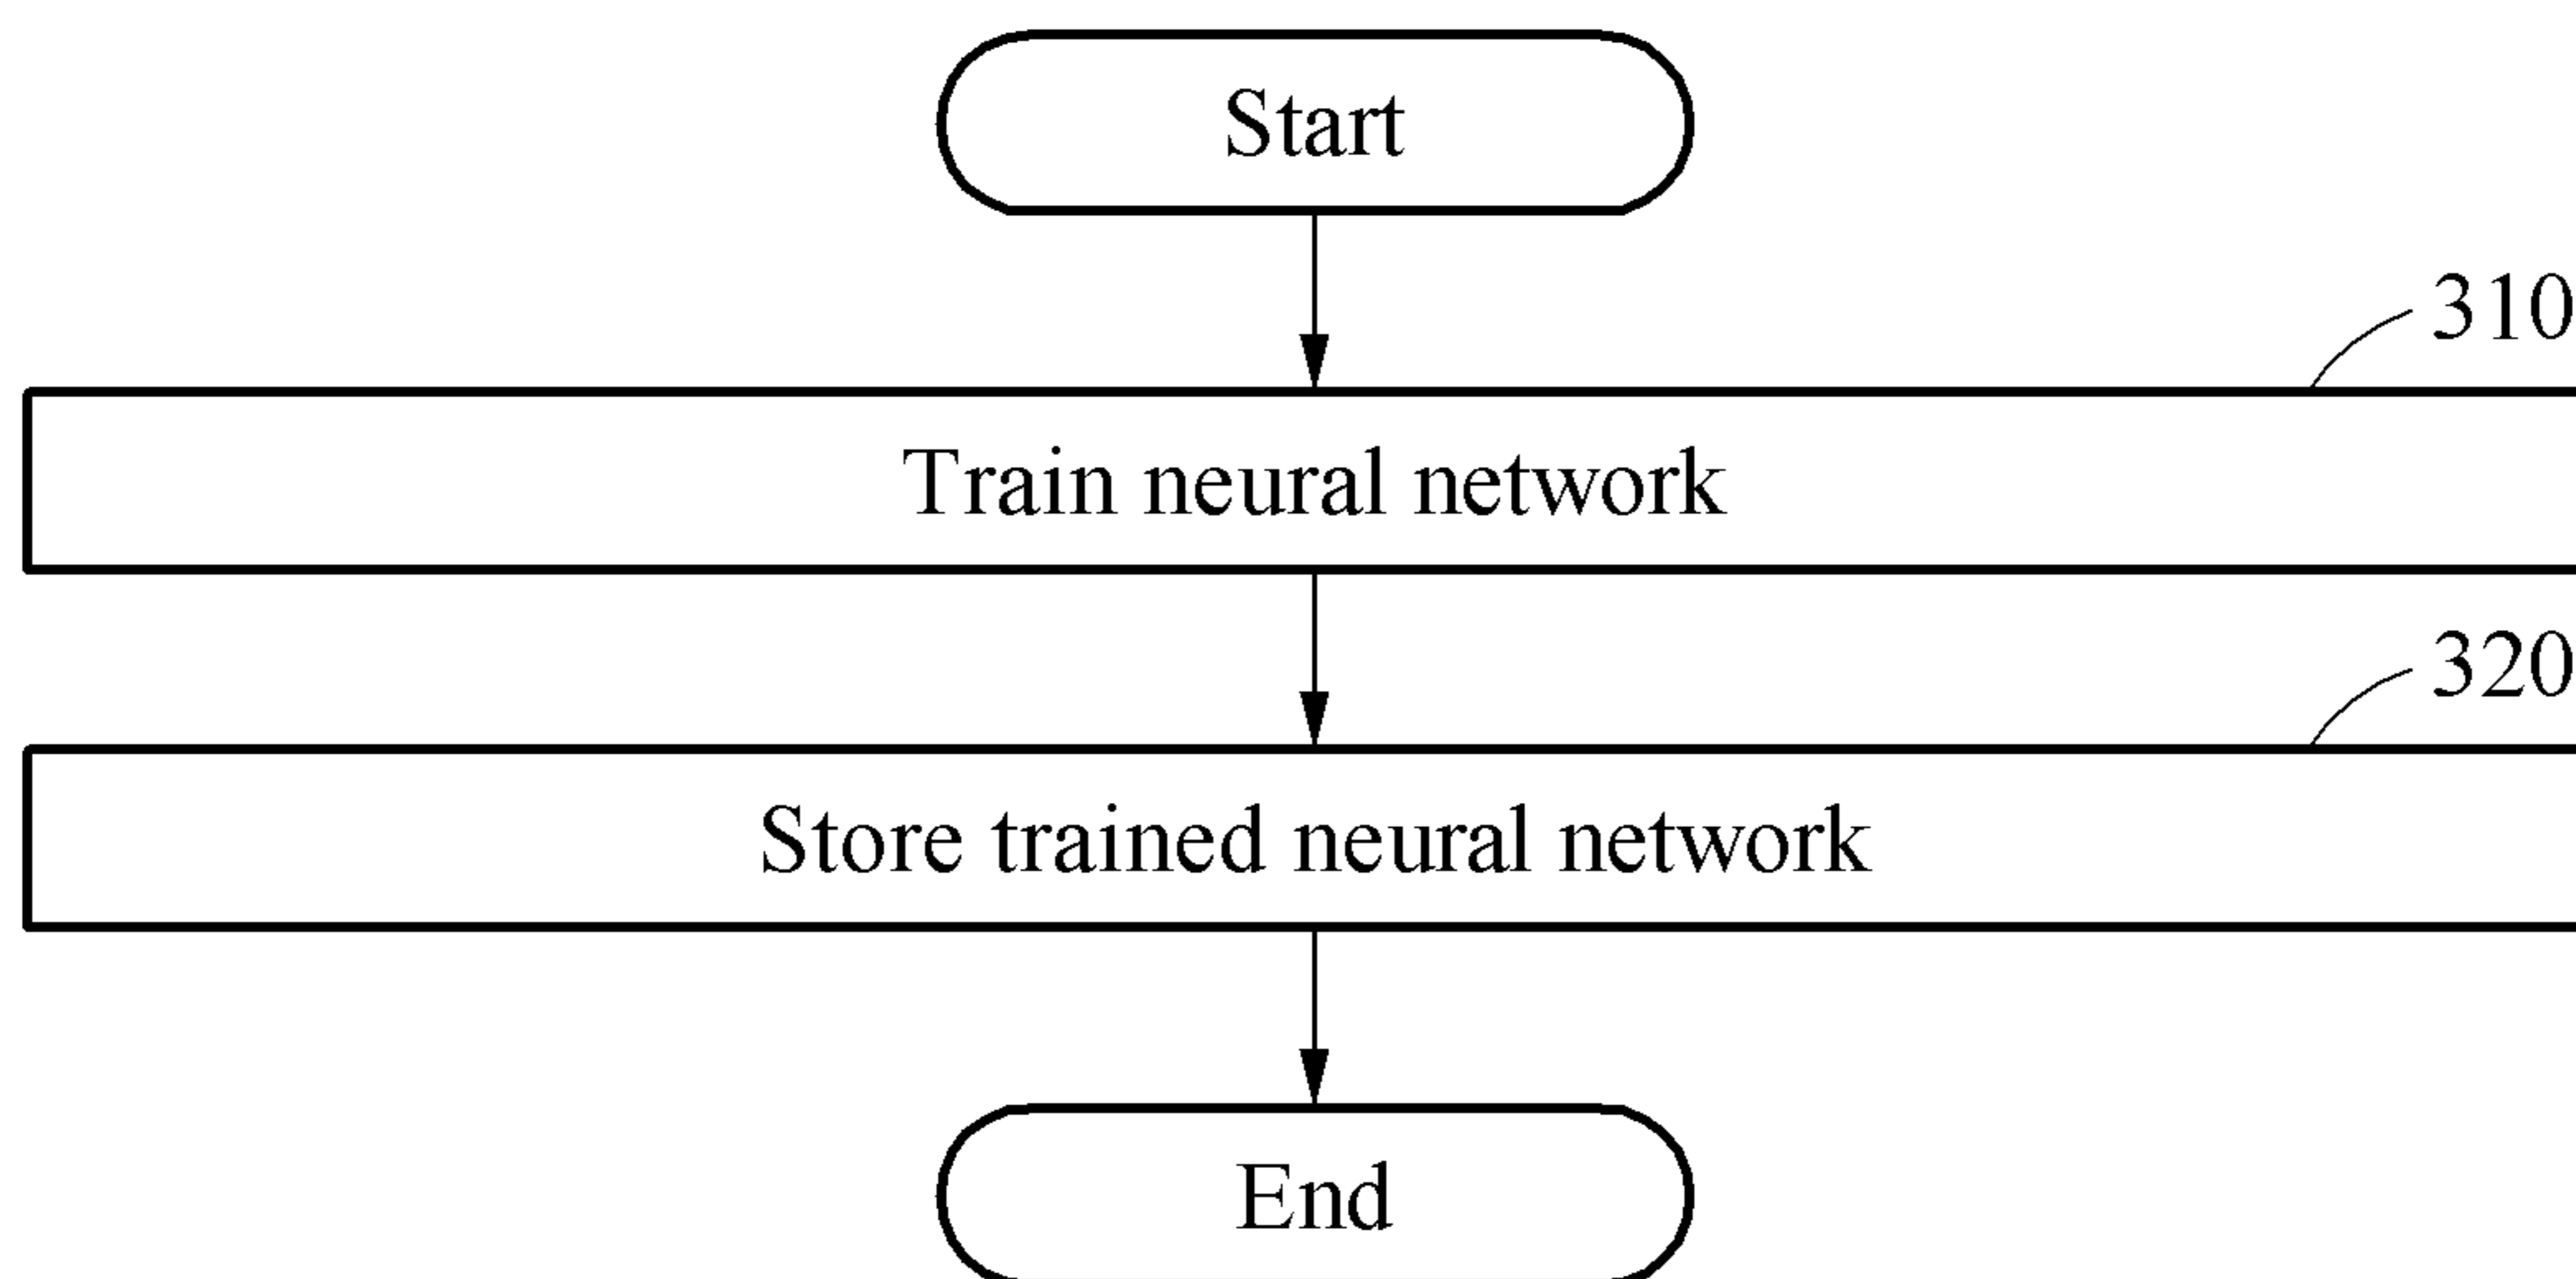 Start
310
Train neural network
320
Store trained neural network
End